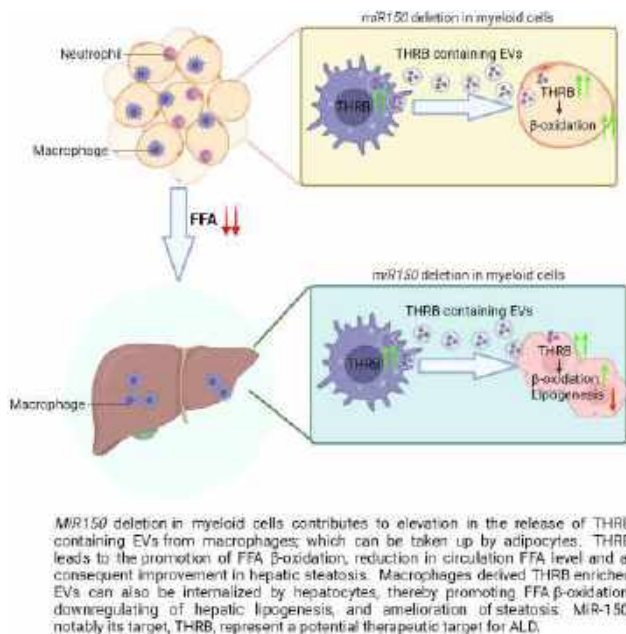 miR150 deletion in myeloid cells
Neutrophil
THRB containing EVs
THRB
THRB
β-oxidation
Macrophage
FFA
miR150 deletion in myeloid cells
THRB containing EVs
THRB
THRB
β-oxidation
Lipogenesis
Macrophage
MIR150 deletion in myeloid cells contributes to elevation in the release of THRB
containing EVs from macrophages; which can be taken up by adipocytes. THRB
leads to the promotion of FFA β-oxidation, reduction in circulation FFA level and a
consequent improvement in hepatic steatosis. Macrophages derived THRB enriched
EVs can also be internalized by hepatocytes, thereby promoting FFA β-oxidation
downregulating of hepatic lipogenesis, and amelioration of steatosis. MiR-150
notably its target, THRB, represent a potential therapeutic target for ALD.